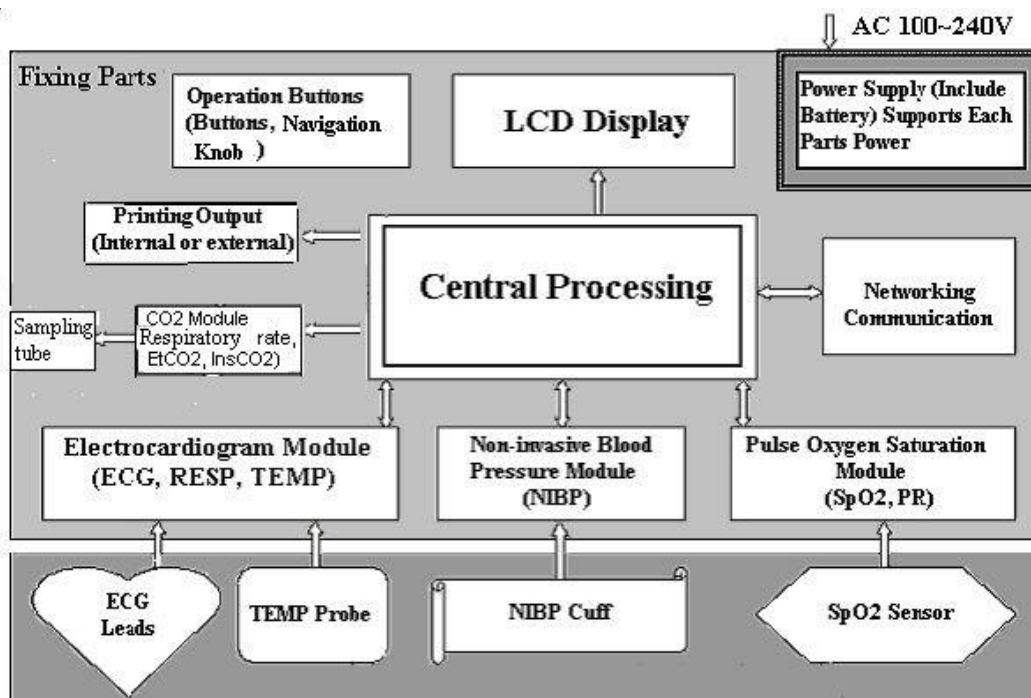 AC 100~240V
Fixing Parts
Operation Buttons
(Buttons, Navigation
Knob )
LCD Display
Power Supply (Include
Battery) Supports Each
Parts Power
Printing Output
(Internal or external)
Central Processing
Networking
Communication
Sampling
tube
CO2 Module
Respiratory rate,
EtCO2, InsCO2)
Electrocardiogram Module
(ECG, RESP, TEMP)
Non-invasive Blood
Pressure Module
(NIBP)
Pulse Oxygen Saturation
Module
(SpO2, PR)
ECG
Leads
TEMP Probe
NIBP Cuff
SpO2 Sensor